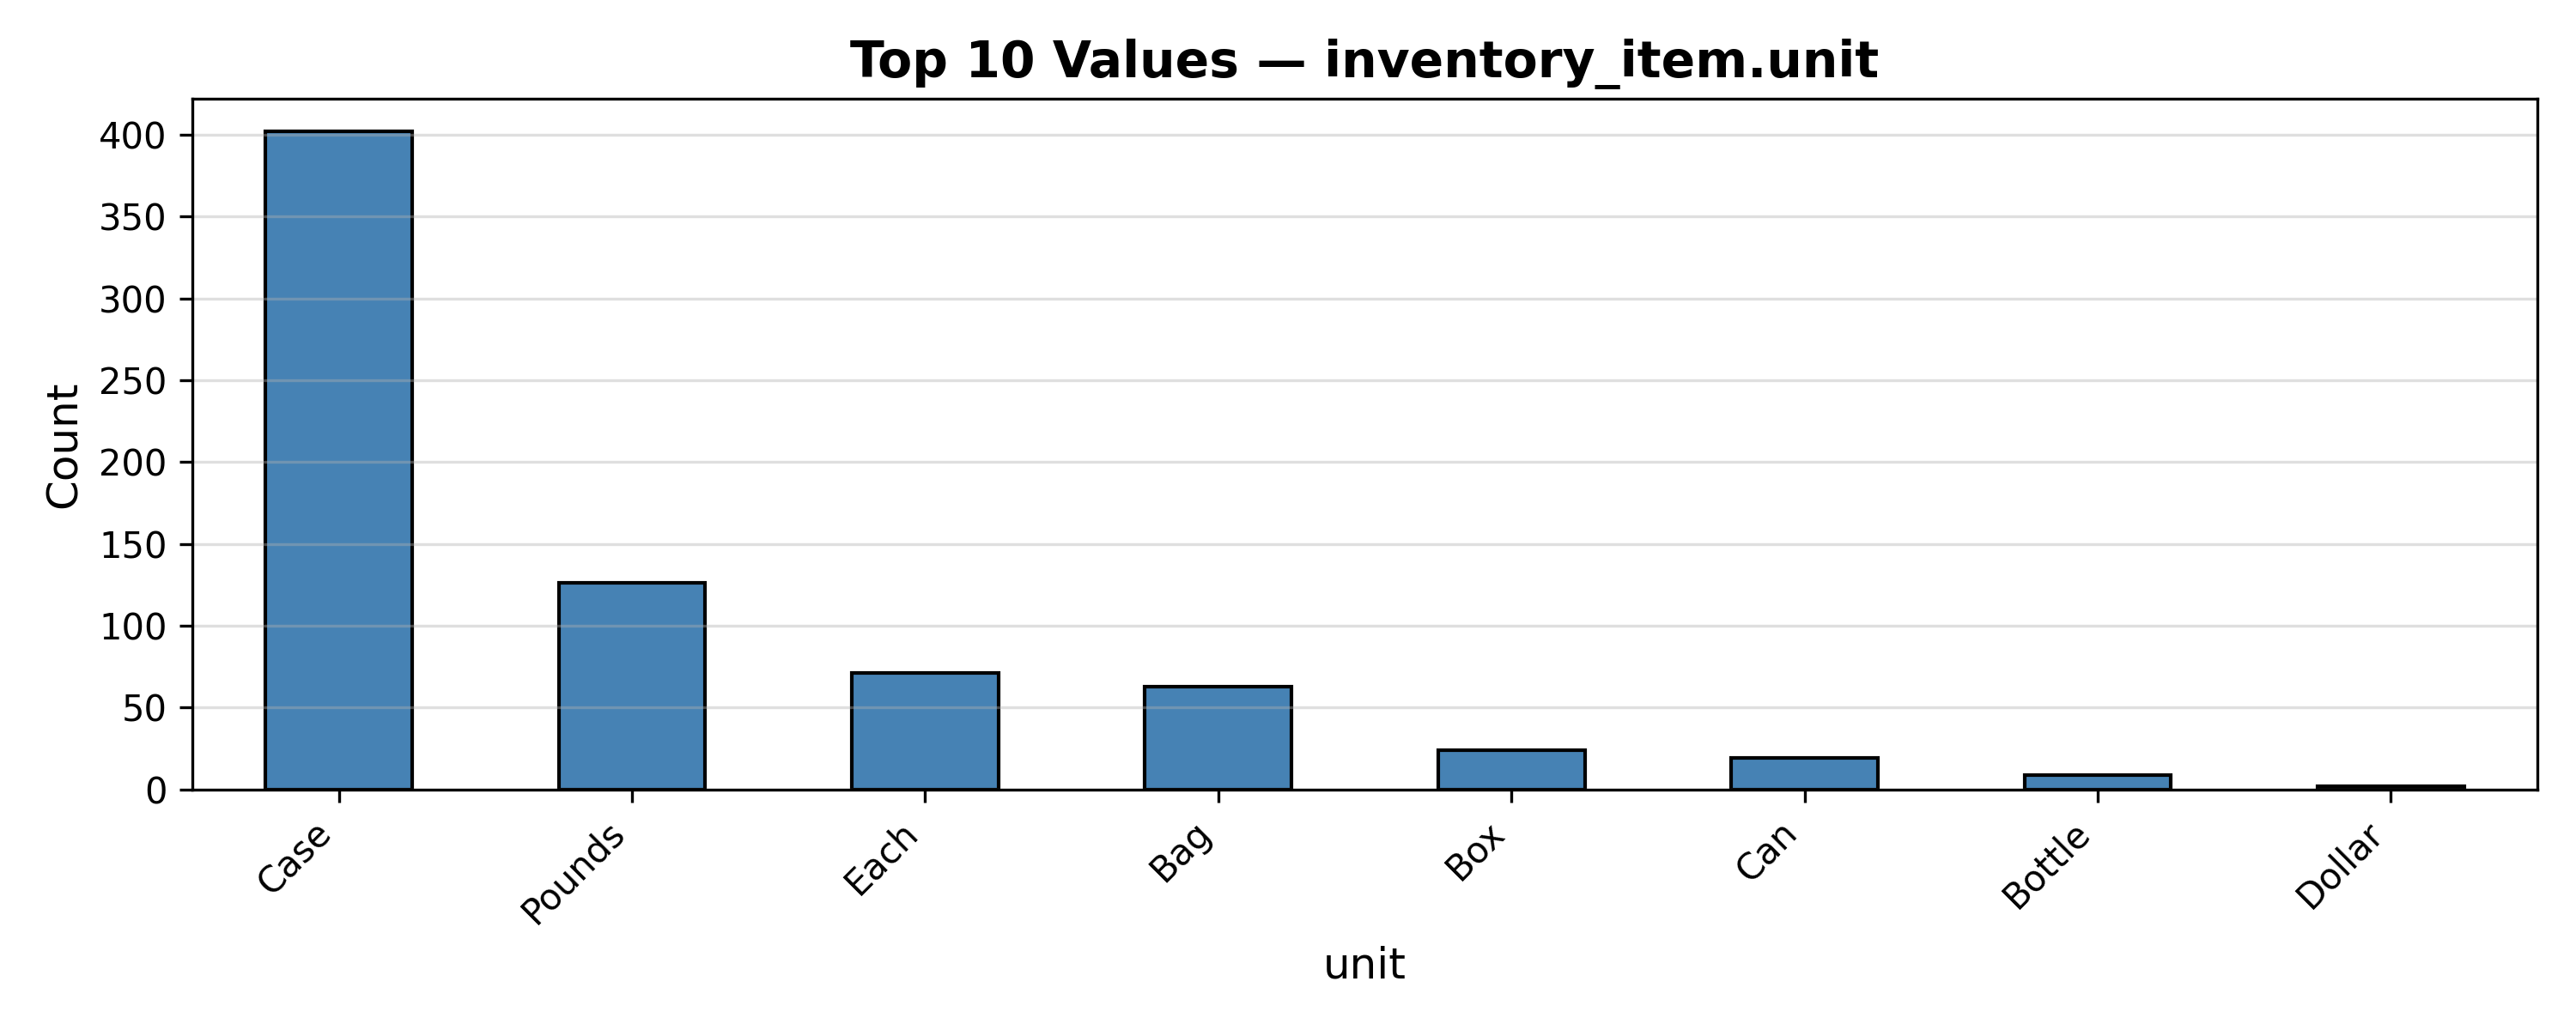 Top 10 Values — inventory_item.unit
Count
400
350
300
250
200
150
100
50
0
Case
Pounds
Each
Bag
Box
Can
Bottle
Dollar
unit